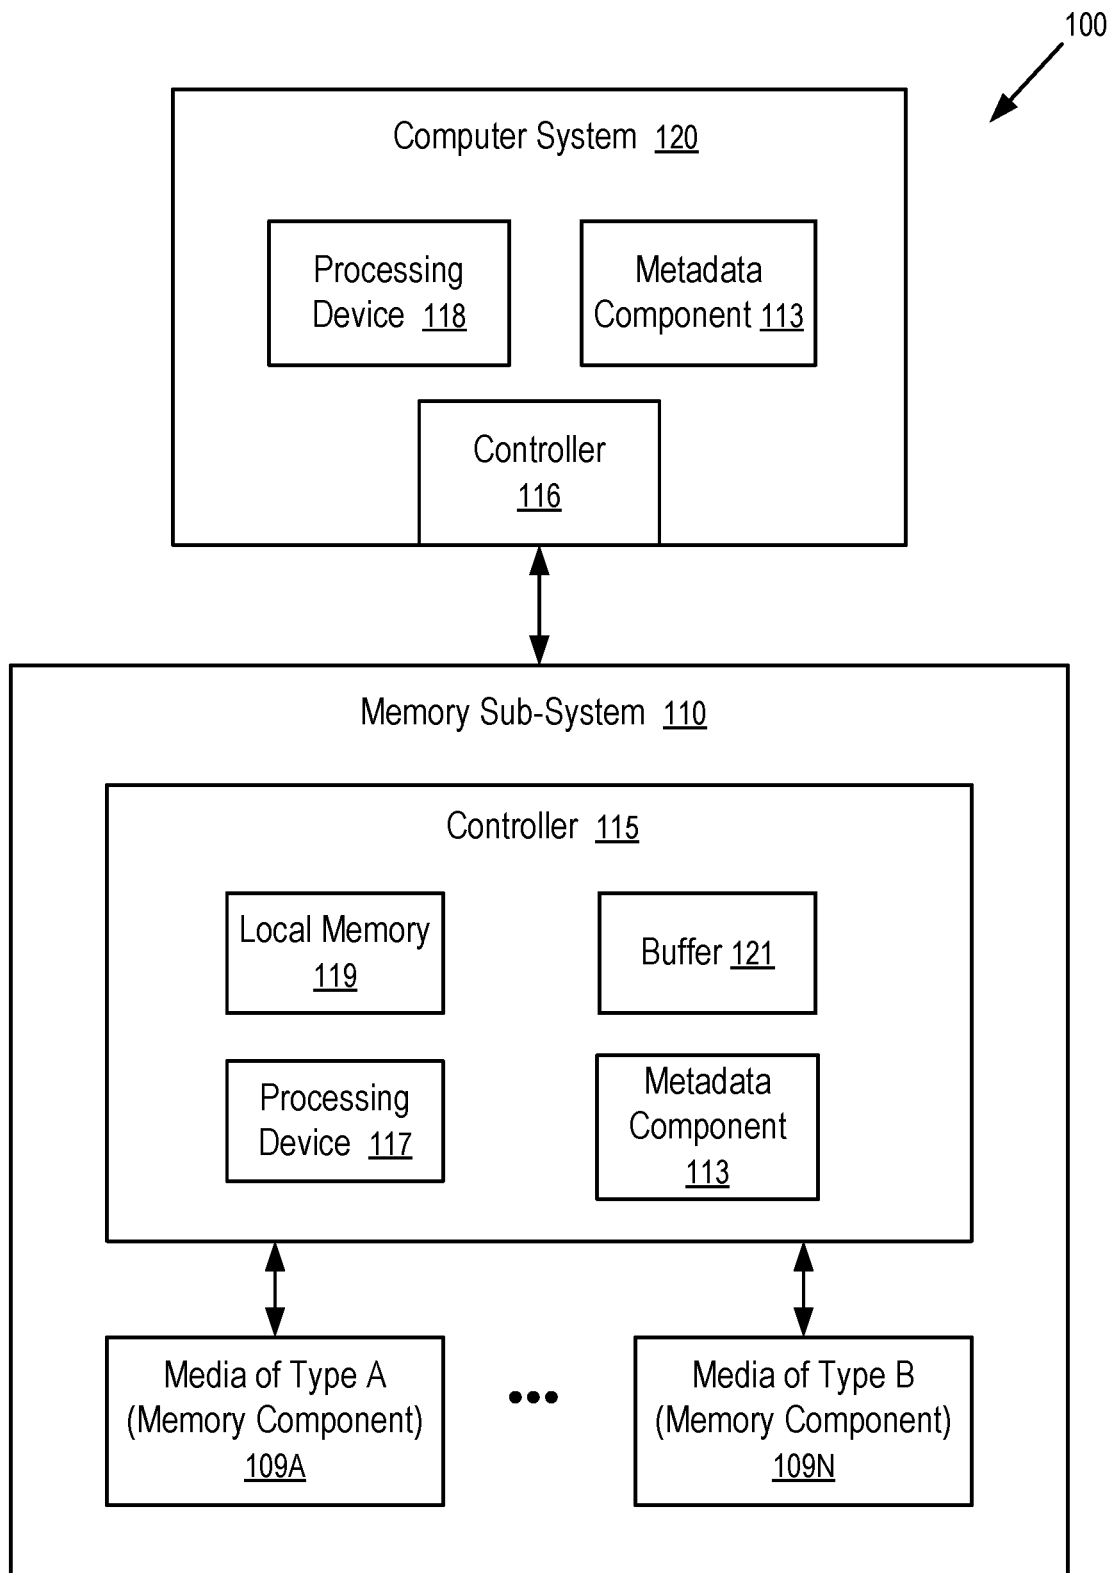 100
Computer System 120
Processing
Device 118
Metadata
Component 113
Controller
116
Memory Sub-System 110
Controller 115
Local Memory
119
Buffer 121
Processing
Device 117
Metadata
Component
113
Media of Type A
(Memory Component)
109A
Media of Type B
(Memory Component)
109N